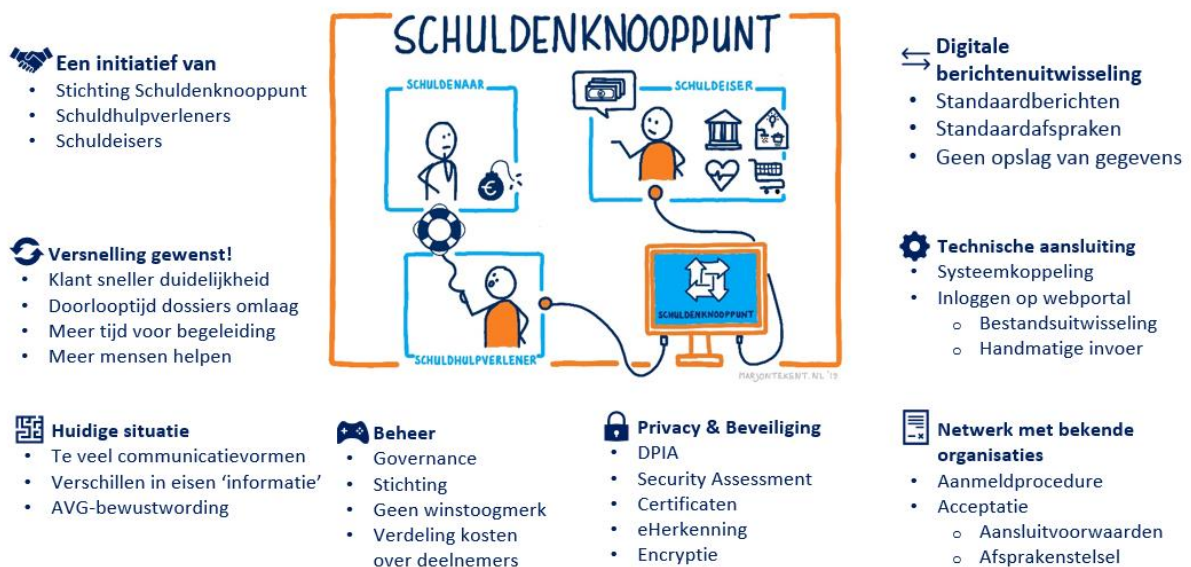 SCHULDENKNOOPPUNT
SCHULDENAAR
SCHULDEISER
€
SCHULDHULPVERLENER
SCHULDENKNOOPPUNT
MARJONTEKENT.NL '19
Een initiatief van
• Stichting Schuldenknooppunt
• Schuldhulpverleners
• Schuldeisers
Versnelling gewenst!
• Klant sneller duidelijkheid
• Doorlooptijd dossiers omlaag
• Meer tijd voor begeleiding
• Meer mensen helpen
Digitale
berichtenuitwisseling
• Standaardberichten
• Standaardafspraken
• Geen opslag van gegevens
Technische aansluiting
• Systeemkoppeling
• Inloggen op webportal
o Bestandsuitwisseling
o Handmatige invoer
Huidige situatie
• Te veel communicatievormen
• Verschillen in eisen ‘informatie’
• AVG-bewustwording
Beheer
• Governance
• Stichting
• Geen winstoogmerk
• Verdeling kosten
over deelnemers
Privacy & Beveiliging
• DPIA
• Security Assessment
• Certificaten
• eHerkenning
• Encryptie
Netwerk met bekende
organisaties
• Aanmeldprocedure
• Acceptatie
o Aansluitvoorwaarden
o Afsprakenstelsel